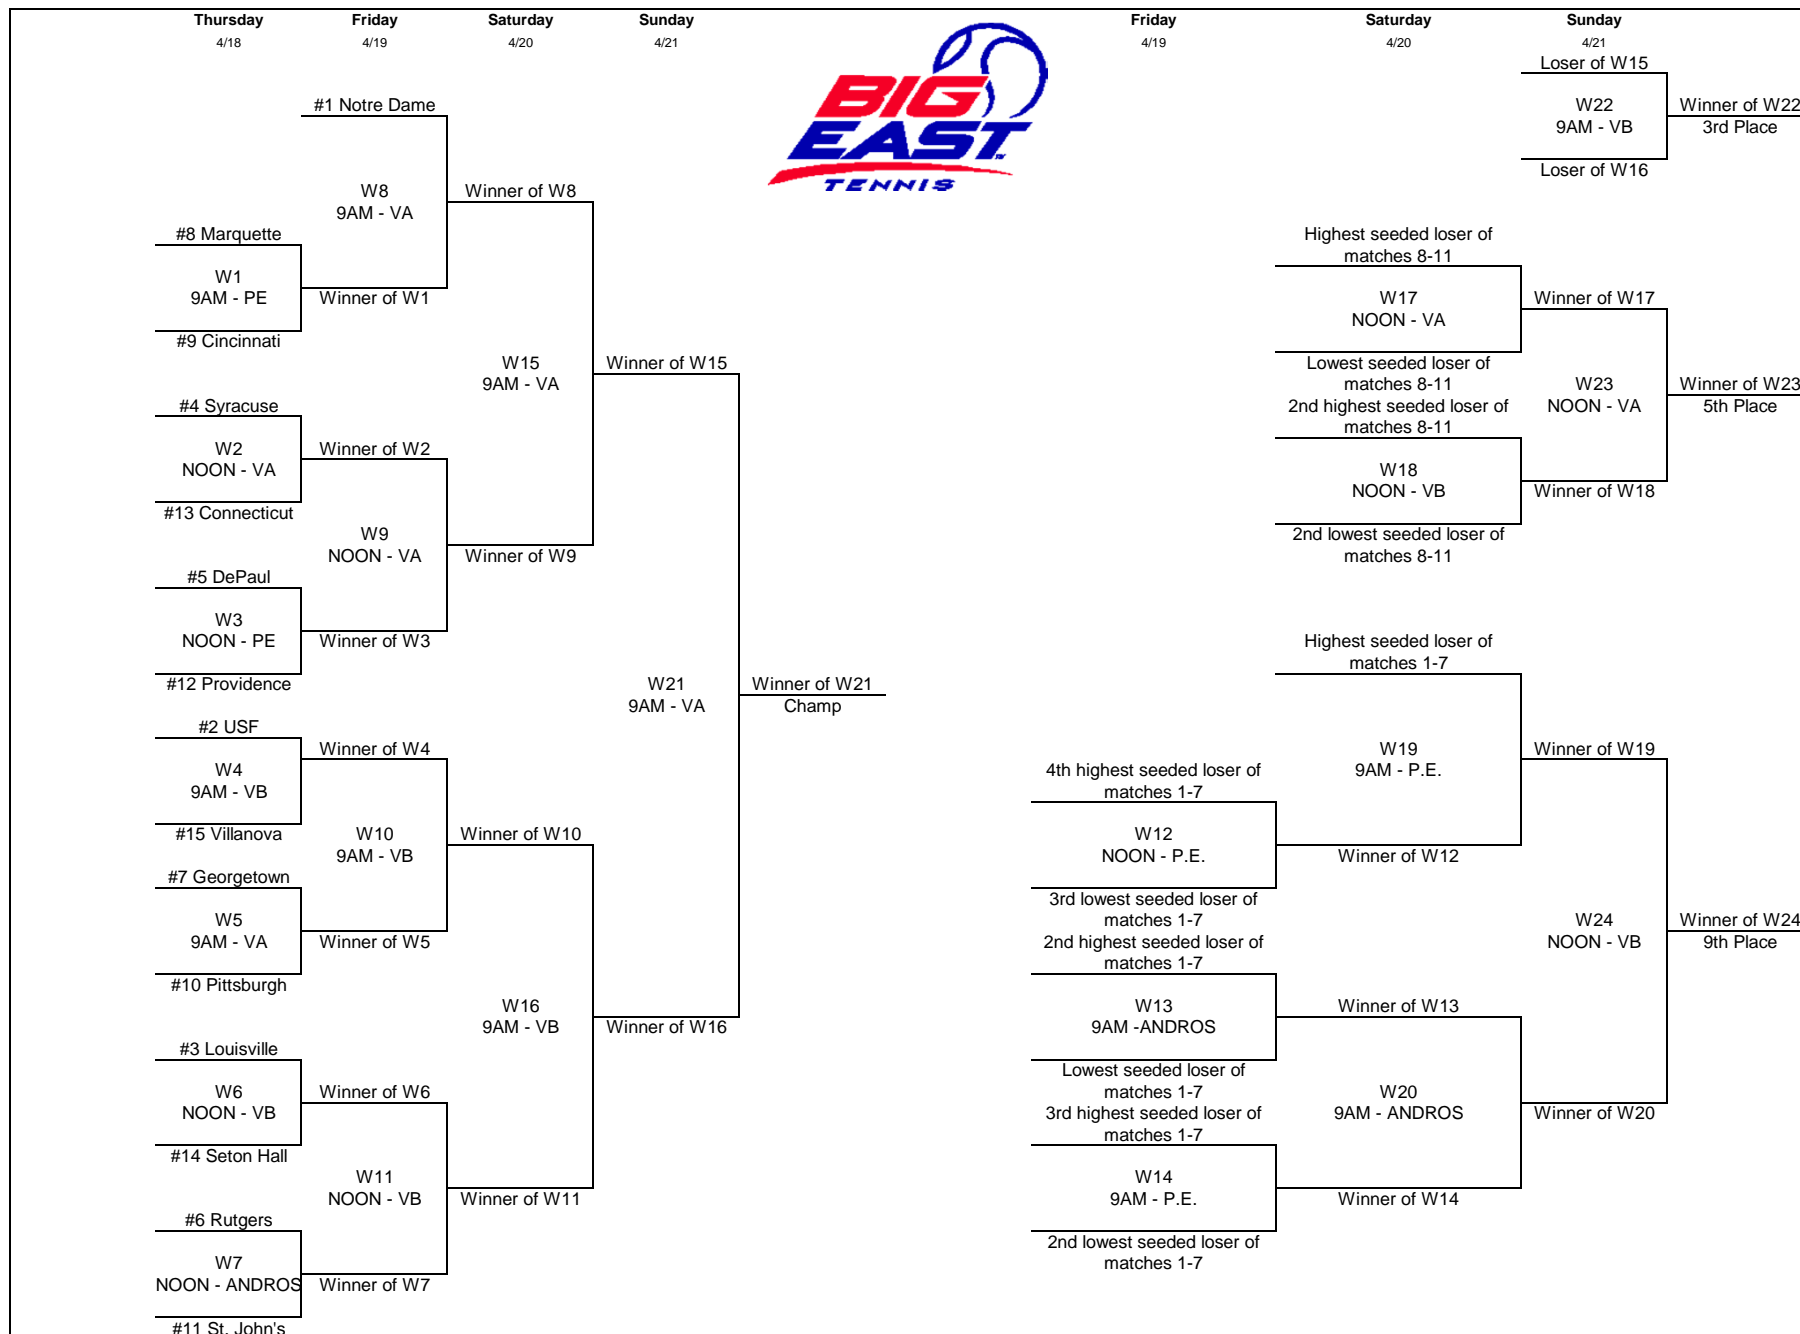 Thursday
4/18
Friday
4/19
Saturday
4/20
Sunday
4/21
Friday
4/19
Saturday
4/20
Sunday
4/21
BIG
EAST
TM
TENNIS
#8 Marquette
W1
9AM - PE
#9 Cincinnati
#4 Syracuse
W2
NOON - VA
#13 Connecticut
#5 DePaul
W3
NOON - PE
#12 Providence
#2 USF
W4
9AM - VB
#15 Villanova
#7 Georgetown
W5
9AM - VA
#10 Pittsburgh
#3 Louisville
W6
NOON - VB
#14 Seton Hall
#6 Rutgers
W7
NOON - ANDROS
#11 St. John's
#1 Notre Dame
W8
9AM - VA
Winner of W1
Winner of W2
W9
NOON - VA
Winner of W3
Winner of W4
W10
9AM - VB
Winner of W5
Winner of W6
W11
NOON - VB
Winner of W7
Winner of W8
W15
9AM - VA
Winner of W9
Winner of W10
W16
9AM - VB
Winner of W11
Winner of W15
W21
9AM - VA
Winner of W16
Winner of W21
Champ
4th highest seeded loser of
matches 1-7
W12
NOON - P.E.
3rd lowest seeded loser of
matches 1-7
2nd highest seeded loser of
matches 1-7
W13
9AM -ANDROS
Lowest seeded loser of
matches 1-7
3rd highest seeded loser of
matches 1-7
W14
9AM - P.E.
2nd lowest seeded loser of
matches 1-7
Highest seeded loser of
matches 8-11
W17
NOON - VA
Lowest seeded loser of
matches 8-11
2nd highest seeded loser of
matches 8-11
W18
NOON - VB
2nd lowest seeded loser of
matches 8-11
Highest seeded loser of
matches 1-7
W19
9AM - P.E.
Winner of W12
Winner of W13
W20
9AM - ANDROS
Winner of W14
Loser of W15
W22
9AM - VB
Loser of W16
Winner of W17
W23
NOON - VA
Winner of W18
Winner of W19
W24
NOON - VB
Winner of W20
Winner of W22
3rd Place
Winner of W23
5th Place
Winner of W24
9th Place